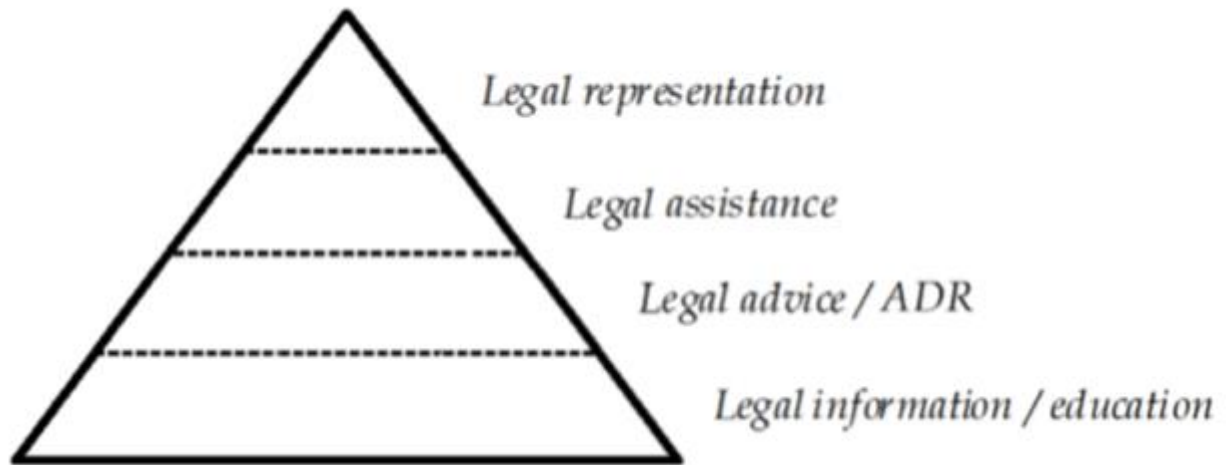 Legal representation
Legal assistance
Legal advice / ADR
Legal information / education